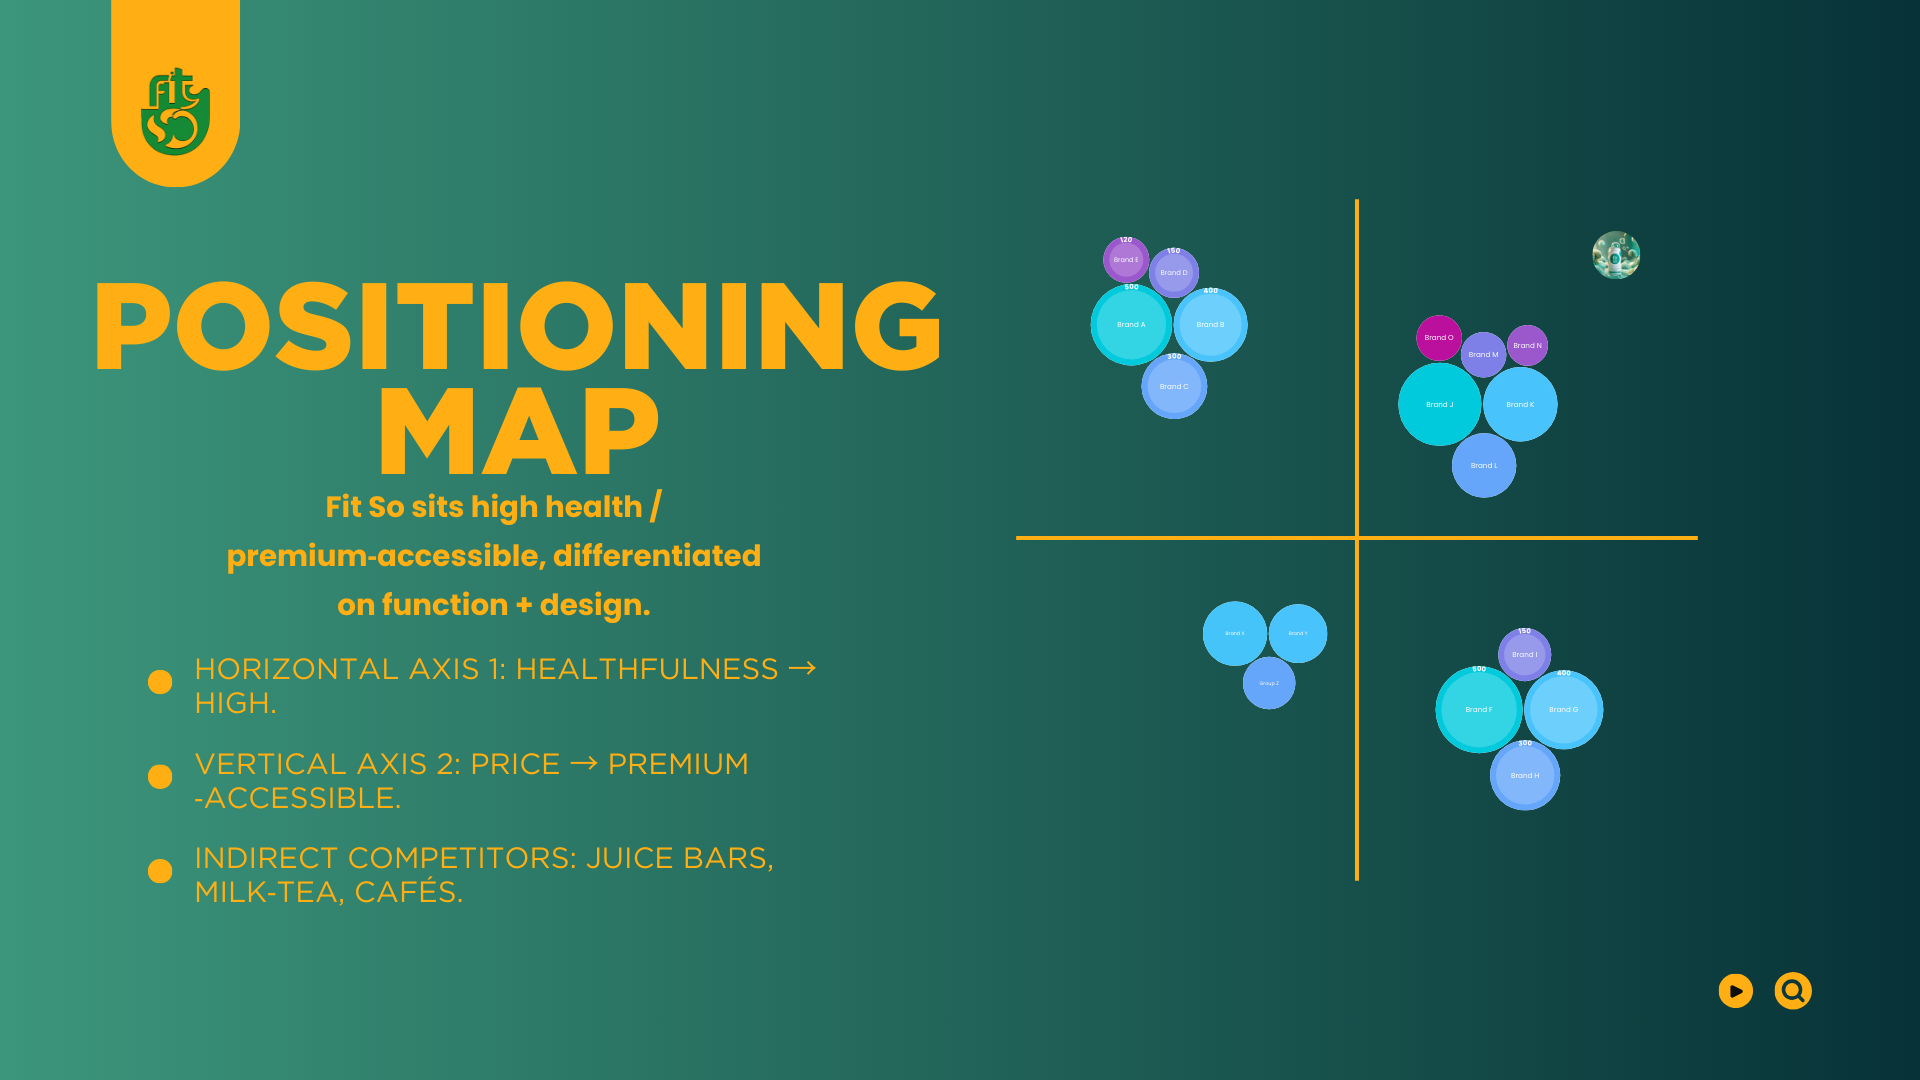 fit
so
POSITIONING
MAP
Fit So sits high health /
premium-accessible, differentiated
on function + design.
HORIZONTAL AXIS 1: HEALTHFULNESS →
HIGH.
VERTICAL AXIS 2: PRICE → PREMIUM
-ACCESSIBLE.
INDIRECT COMPETITORS: JUICE BARS,
MILK-TEA, CAFÉS.
120
Brand E
150
Brand D
500
Brand A
400
Brand B
300
Brand C
Brand O
Brand M
Brand N
Brand J
Brand K
Brand L
Brand X
Brand Y
Group Z
150
Brand I
500
Brand F
400
Brand G
300
Brand H